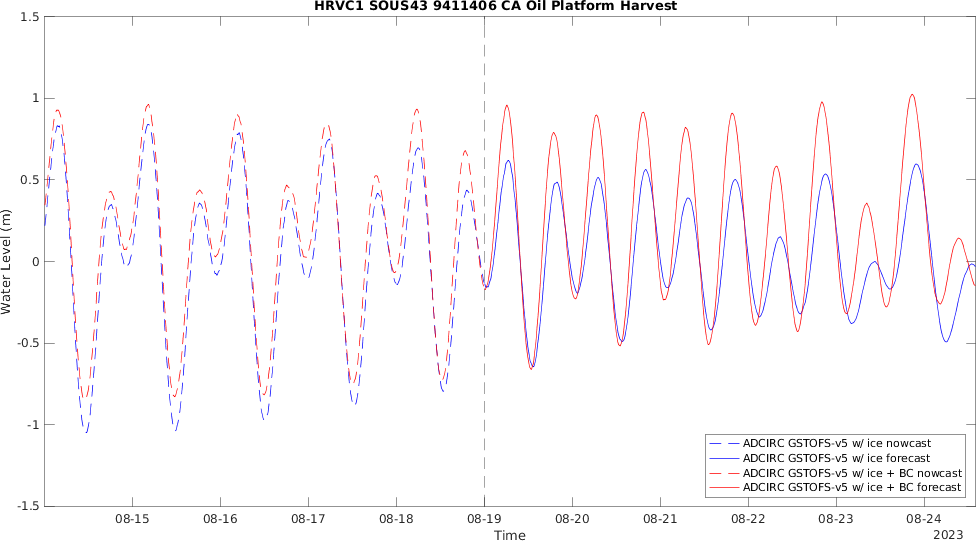 HRVC1 SOUS43 9411406 CA Oil Platform Harvest
1.5
1
0.5
0
-0.5
-1
-1.5
Water Level (m)
ADCIRC GSTOFS-v5 w/ ice nowcast
ADCIRC GSTOFS-v5 w/ ice forecast
ADCIRC GSTOFS-v5 w/ ice + BC nowcast
ADCIRC GSTOFS-v5 w/ ice + BC forecast
08-15 08-16 08-17 08-18 08-19 08-20 08-21 08-22 08-23 08-24
Time
2023